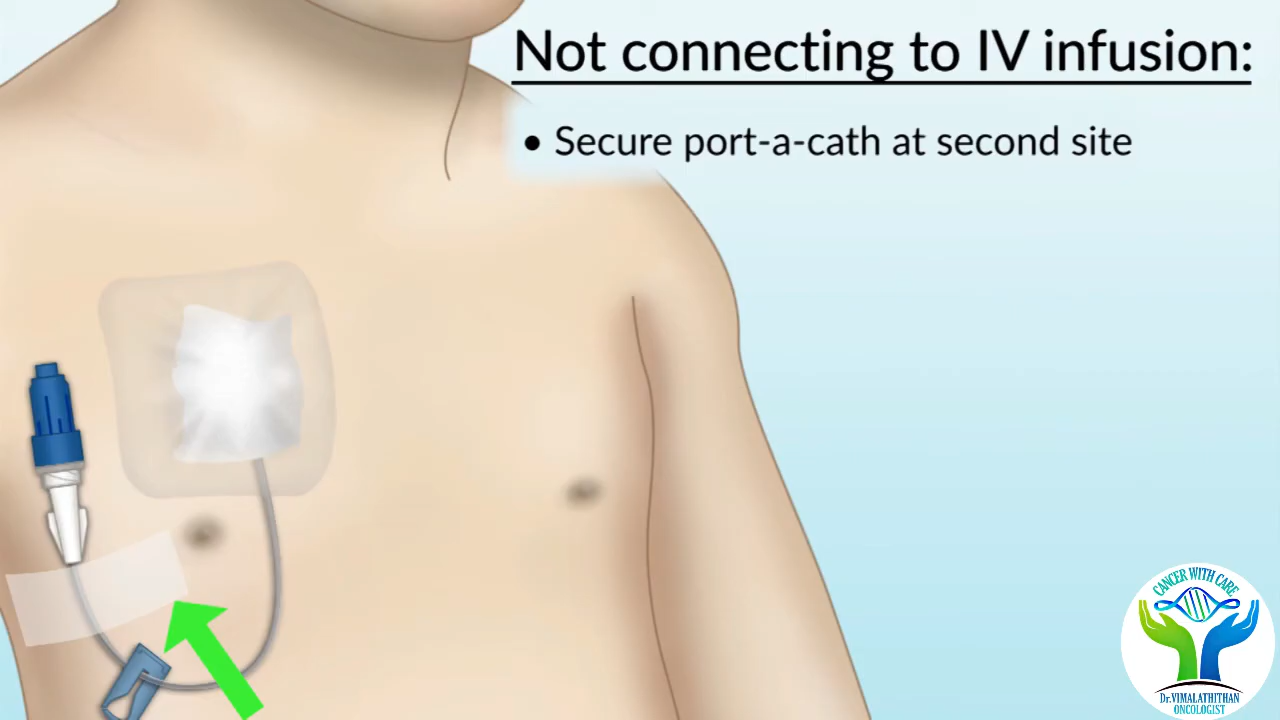 Not connecting to IV infusion:
• Secure port-a-cath at second site
CANCER WITH CARE
Dr.VIMALATHITHAN
ONCOLOGIST